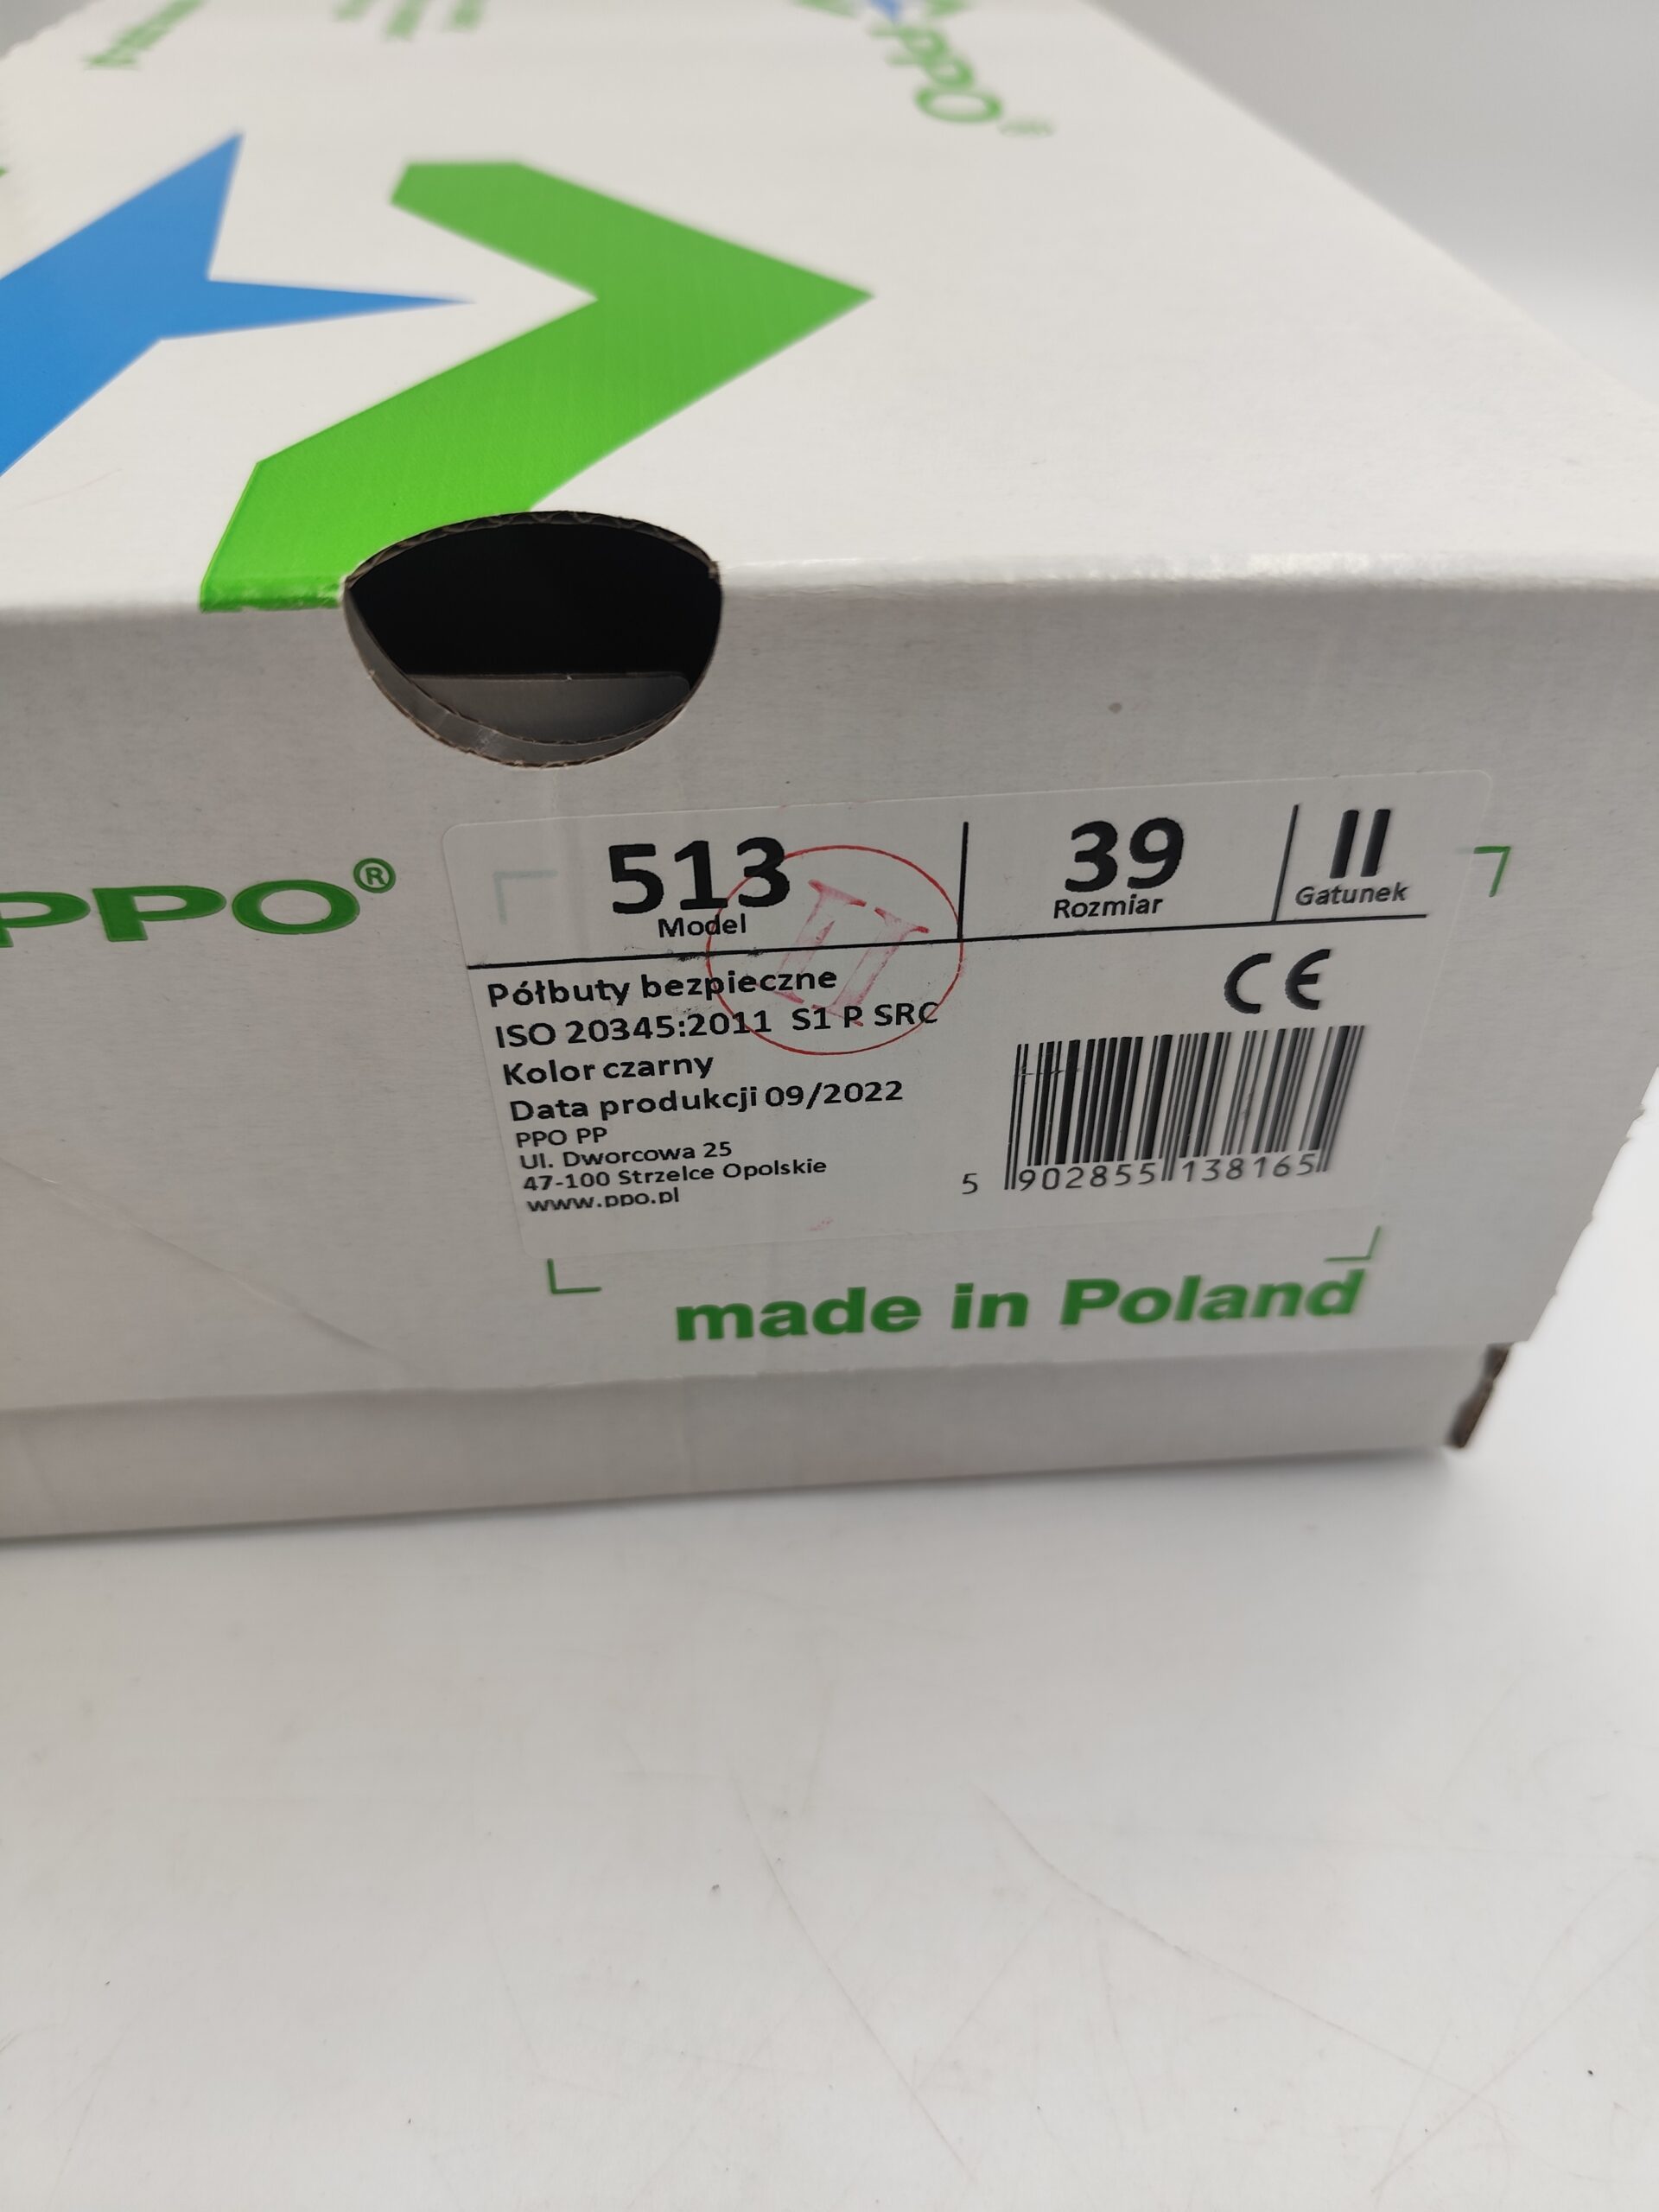 PPO®
PPO®
513 39 II
Model Rozmiar Gatunek
II
Półbuty bezpieczne
ISO 20345:2011 S1 P SRC
Kolor czarny
Data produkcji 09/2022
PPO PP
Ul. Dworcowa 25
47-100 Strzelce Opolskie
www.ppo.pl
CE
5 902855 138165
made in Poland